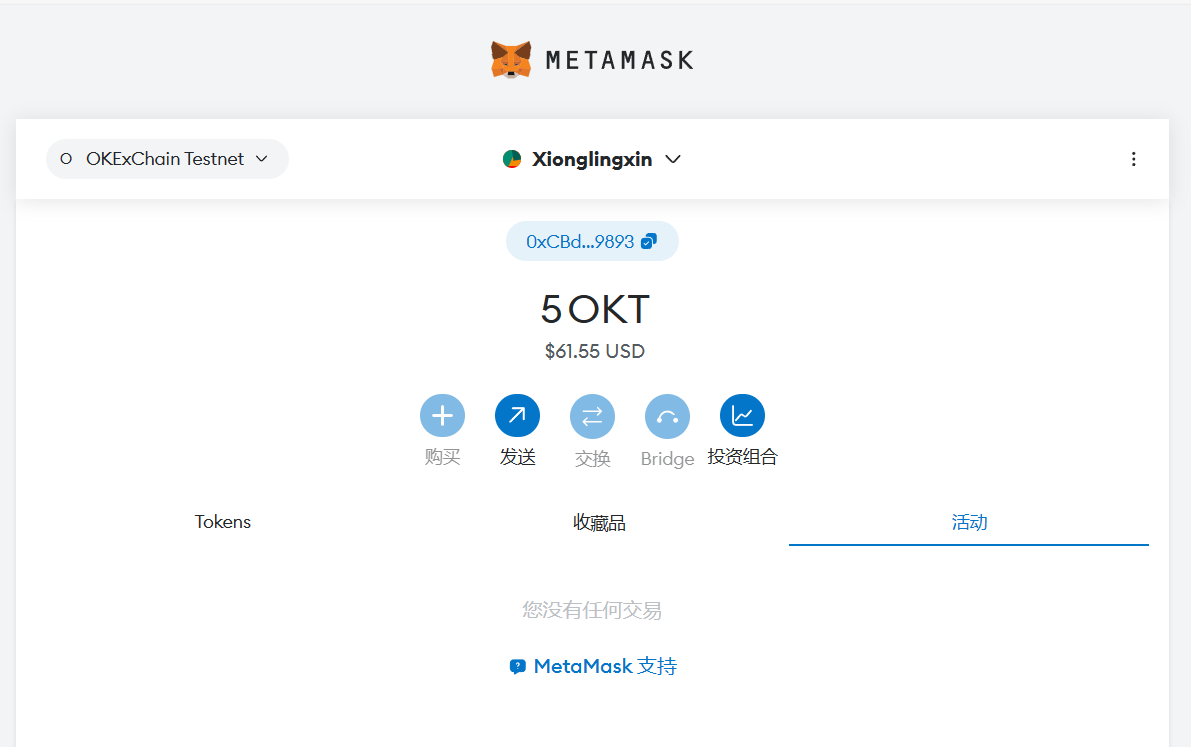 METAMASK
O OKExChain Testnet
Xionglingxin
0xCBd...9893
5 OKT
$61.55 USD
购买
发送
交换
Bridge
投资组合
Tokens
收藏品
活动
您没有任何交易
MetaMask 支持